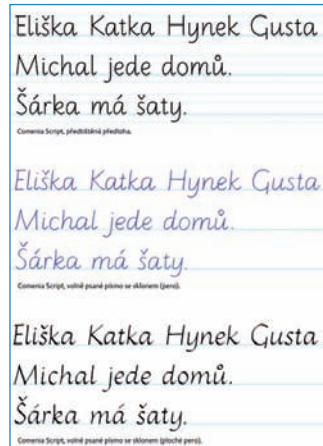 Eliška Katka Hynek Gusta
Michal jede domů.
Šárka má šaty.
Comenia Script, předtištěná předloha.
Eliška Katka Hynek Gusta
Michal jede domů.
Šárka má šaty.
Comenia Script, volně psané písmo se sklonem (pero).
Eliška Katka Hynek Gusta
Michal jede domů.
Šárka má šaty.
Comenia Script, volně psané písmo se sklonem (ploché pero).